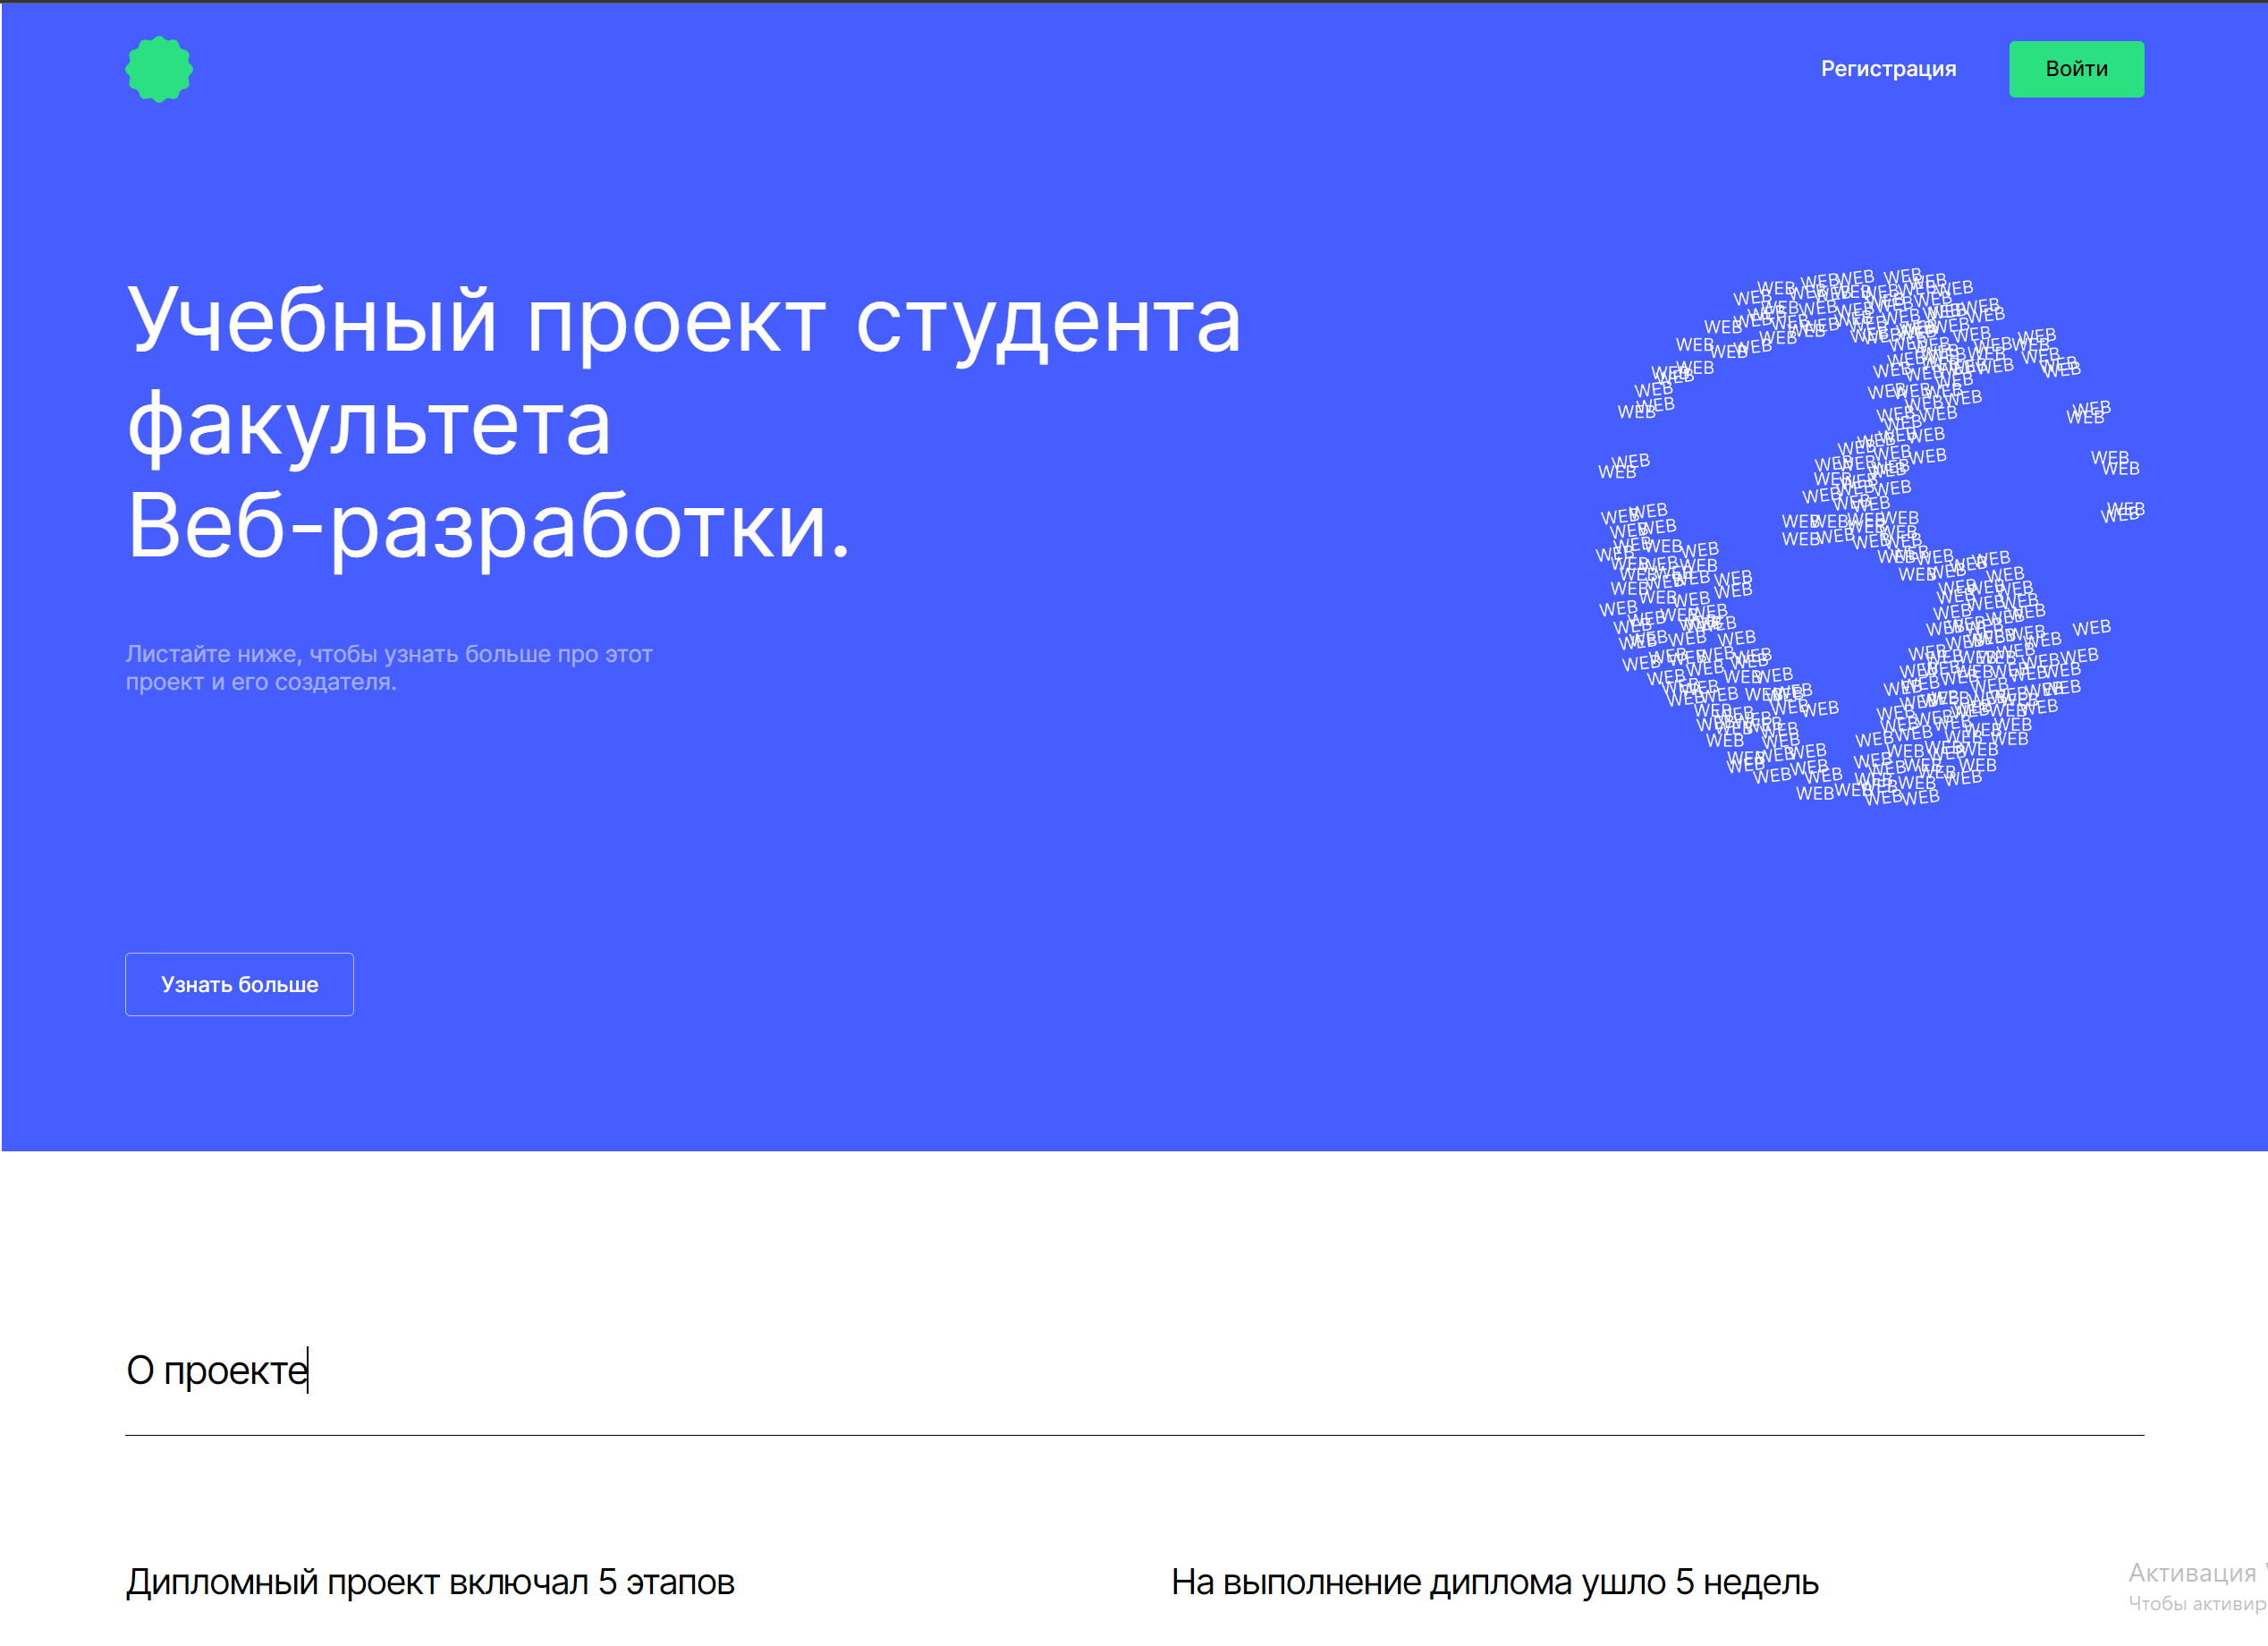 Регистрация
Войти
Учебный проект студента
факультета
Веб-разработки.
Листайте ниже, чтобы узнать больше про этот
проект и его создателя.
WEB
Узнать больше
О проекте
Дипломный проект включал 5 этапов
На выполнение диплома ушло 5 недель
Активация
Чтобы активир